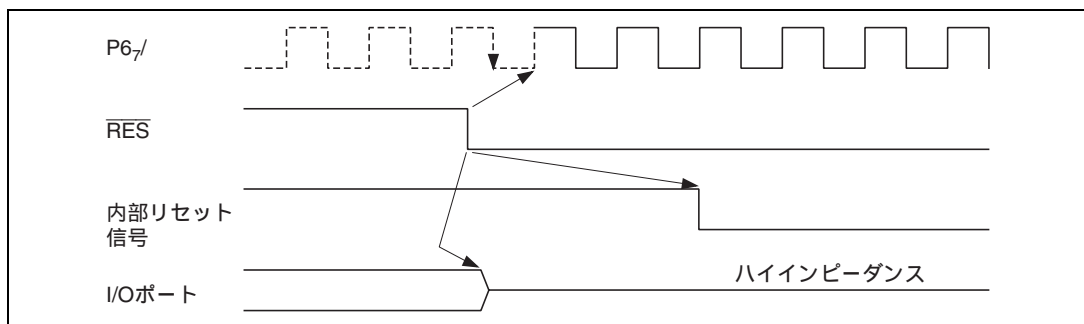 P6₇/
RES
内部リセット
信号
ハイインピーダンス
I/Oポート